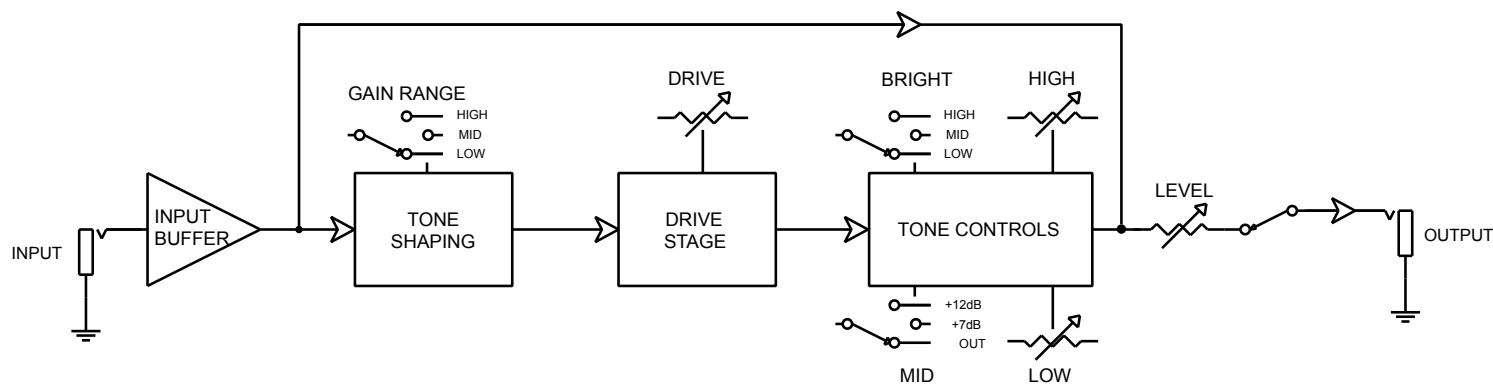 DRIVE
BRIGHT
HIGH
GAIN RANGE
HIGH
MID
LOW
HIGH
MID
LOW
INPUT
INPUT
BUFFER
TONE
SHAPING
DRIVE
STAGE
TONE CONTROLS
LEVEL
OUTPUT
+12dB
+7dB
OUT
MID
LOW